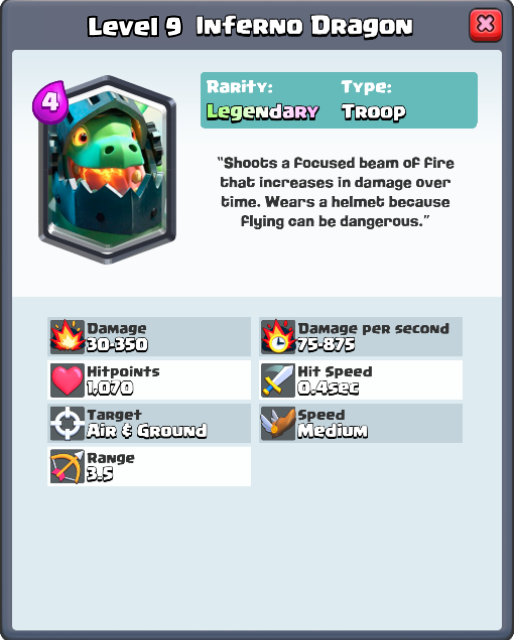 Level 9 Inferno Dragon
4
Rarity: Type:
Legendary Troop
"Shoots a focused beam of fire
that increases in damage over
time. Wears a helmet because
flying can be dangerous."
Damage
30-350
Damage per second
75-875
Hitpoints
1,070
Hit Speed
0.4sec
Target
Air & Ground
Speed
Medium
Range
3.5